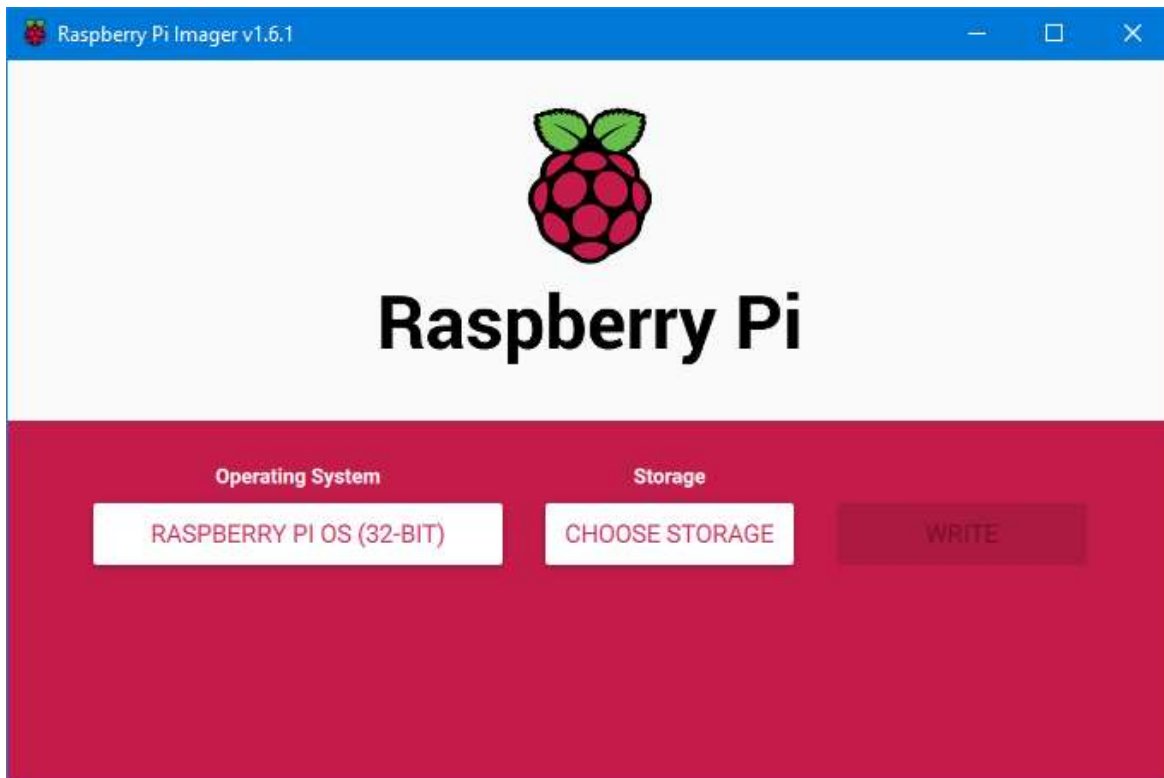 Raspberry Pi Imager v1.6.1
Raspberry Pi
Operating System
Storage
RASPBERRY PI OS (32-BIT)
CHOOSE STORAGE
WRITE